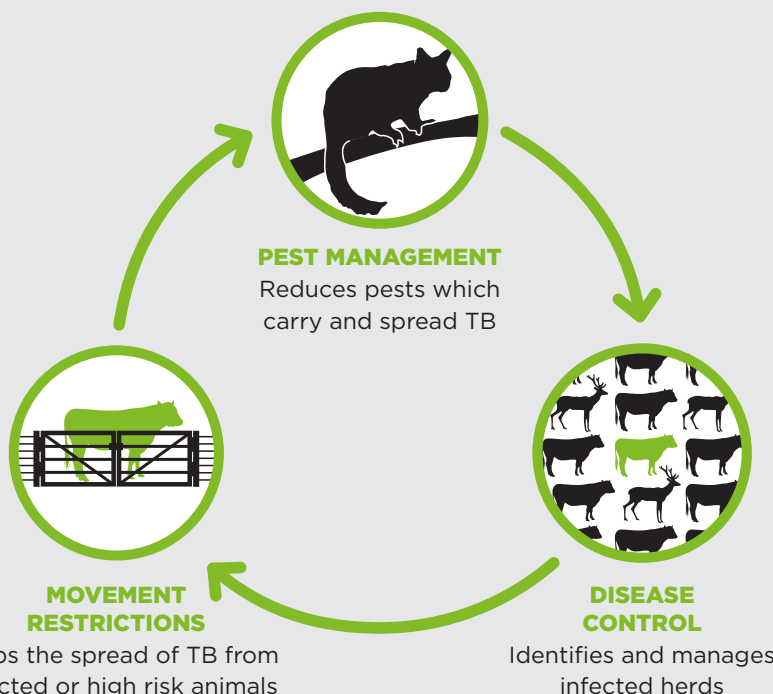 PEST MANAGEMENT
Reduces pests which
carry and spread TB
MOVEMENT
RESTRICTIONS
the spread of TB from
or high risk animals
DISEASE
CONTROL
Identifies and manages
infected herds